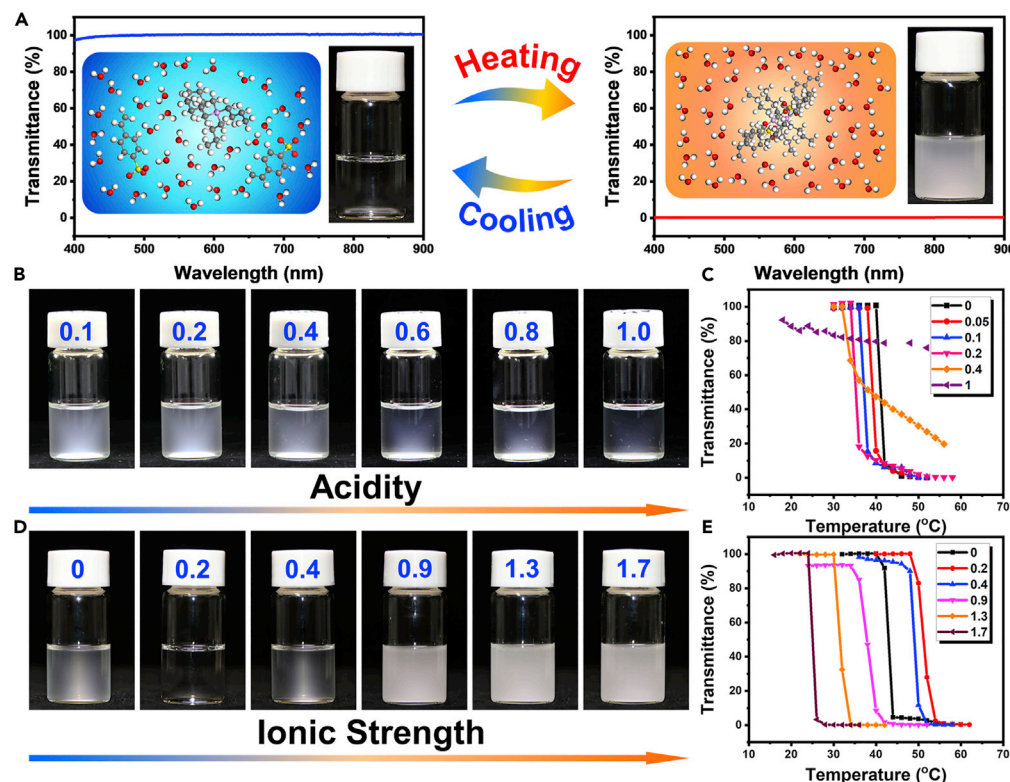 A
Transmittance (%)
100
80
60
40
20
0
400 500 600 700 800 900
Wavelength (nm)
Heating
Cooling
Transmittance (%)
100
80
60
40
20
0
400 500 600 700 800 900
Wavelength (nm)
B
0.1 0.2 0.4 0.6 0.8 1.0
Acidity
C
Transmittance (%)
100
80
60
40
20
0
0
0.05
0.1
0.2
0.4
1
10 20 30 40 50 60 70
Temperature (°C)
D
0 0.2 0.4 0.9 1.3 1.7
Ionic Strength
E
Transmittance (%)
100
80
60
40
20
0
0
0.2
0.4
0.9
1.3
1.7
10 20 30 40 50 60 70
Temperature (°C)